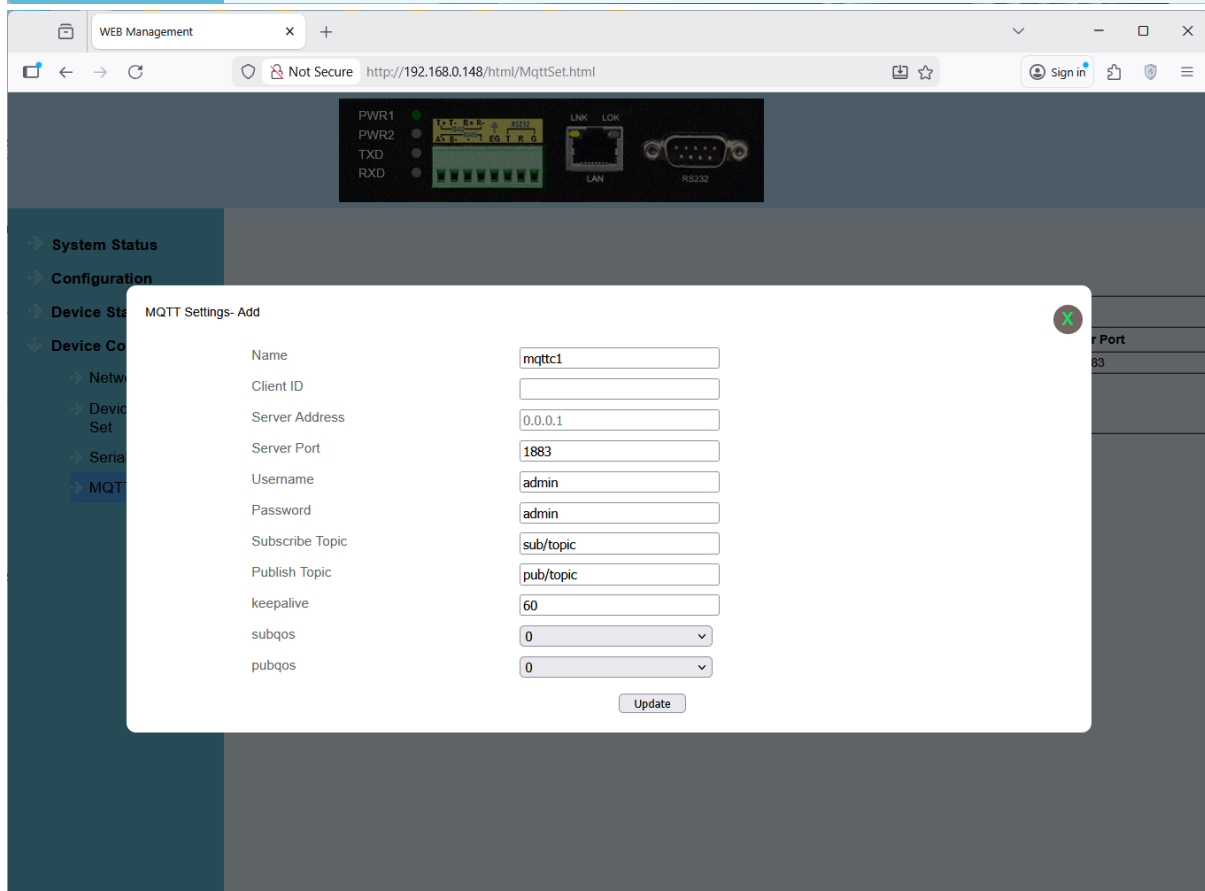 WEB Management
Not Secure http://192.168.0.148/html/MqttSet.html Sign in
PWR1
PWR2
TXD
RXD
T+ T- R+ R- RS232
A+ B- EG T R G
LNK LOK
LAN
RS232
System Status
Configuration
Device Sta
Device Co
Netw
Devic
Set
Seria
MQT
r Port
83
MQTT Settings- Add
X
Name mqttc1
Client ID
Server Address 0.0.0.1
Server Port 1883
Username admin
Password admin
Subscribe Topic sub/topic
Publish Topic pub/topic
keepalive 60
subqos 0
pubqos 0
Update